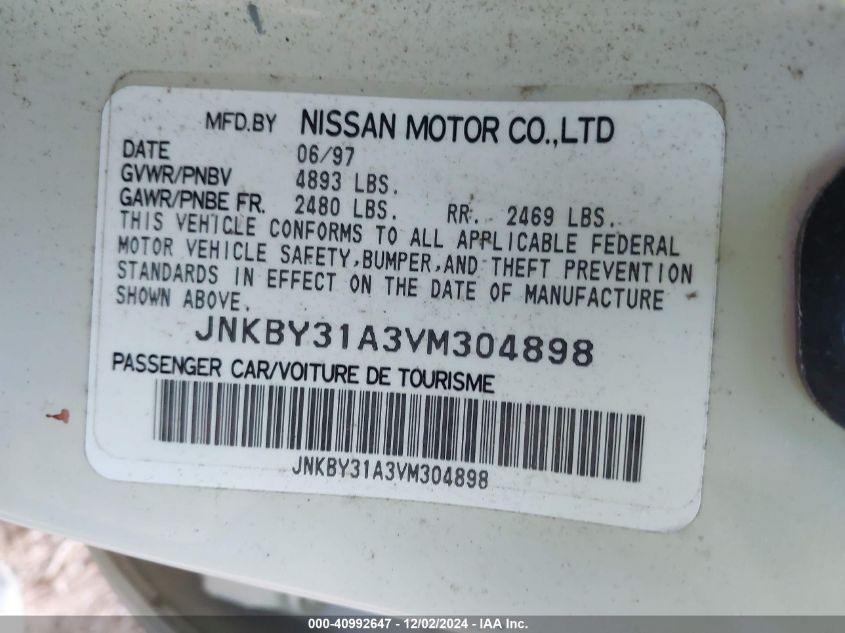 MFD.BY NISSAN MOTOR CO.,LTD
DATE 06/97
GVWR/PNBV 4893 LBS.
GAWR/PNBE FR. 2480 LBS. RR. 2469 LBS.
THIS VEHICLE CONFORMS TO ALL APPLICABLE FEDERAL
MOTOR VEHICLE SAFETY,BUMPER,AND THEFT PREVENTION
STANDARDS IN EFFECT ON THE DATE OF MANUFACTURE
SHOWN ABOVE.
JNKBY31A3VM304898
PASSENGER CAR/VOITURE DE TOURISME
JNKBY31A3VM304898
000-40992647 - 12/02/2024 - IAA Inc.